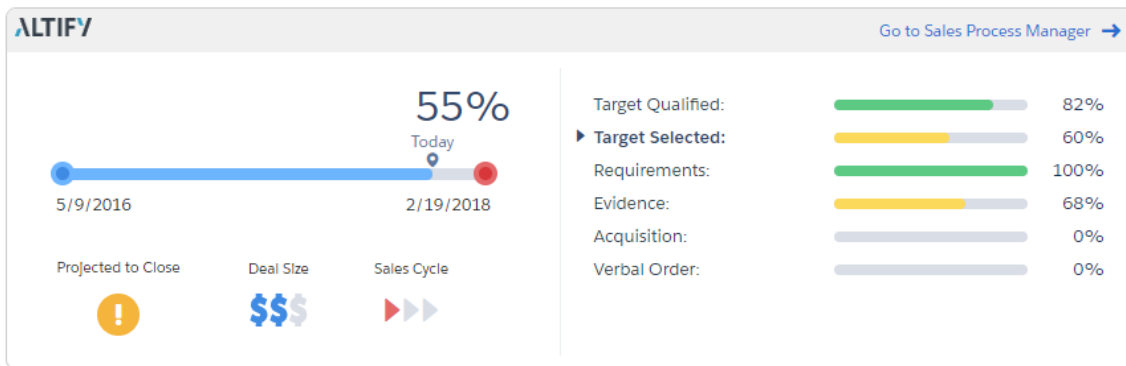 ALTIFY
Go to Sales Process Manager
55%
Today
5/9/2016 2/19/2018
Projected to Close Deal Size Sales Cycle
!
$$$
Target Qualified: 82%
Target Selected: 60%
Requirements: 100%
Evidence: 68%
Acquisition: 0%
Verbal Order: 0%